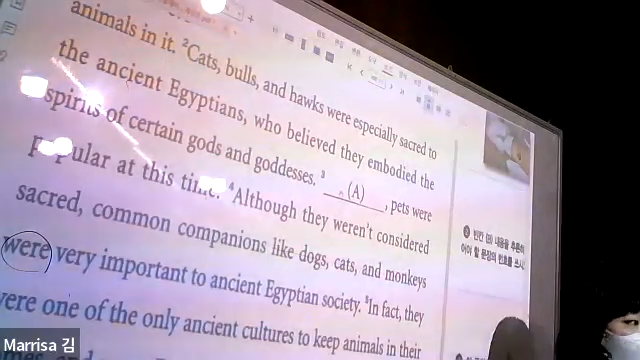 animals in it. ²Cats, bulls, and hawks were especially sacred to
the ancient Egyptians, who believed they embodied the
spirits of certain gods and goddesses. ³ (A) , pets were
popular at this time. ⁴Although they weren't considered
sacred, common companions like dogs, cats, and monkeys
were very important to ancient Egyptian society. ⁵In fact, they
were one of the only ancient cultures to keep animals in their
Marrisa 김